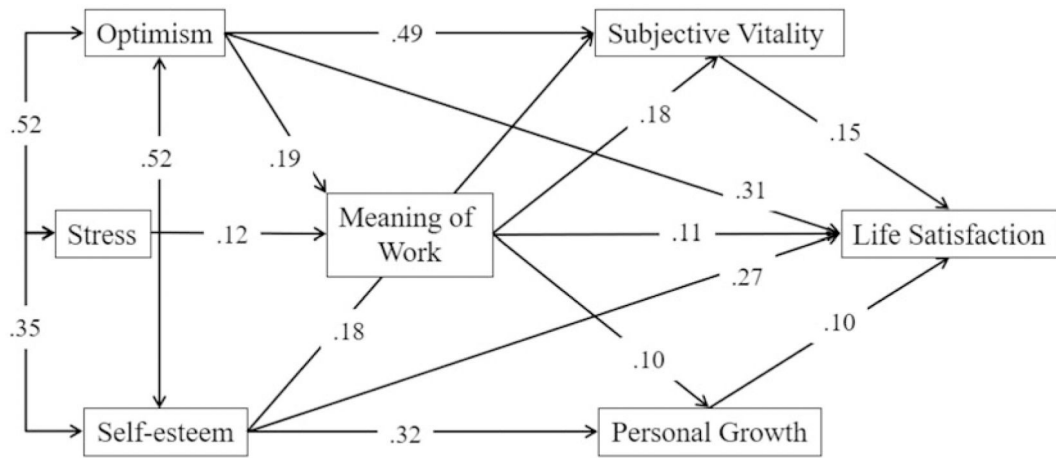 Optimism
.49
Subjective Vitality
.52
.52
.19
.18
.15
Stress
.12
Meaning of
Work
.31
.11
Life Satisfaction
.27
.35
.18
.10
.10
Self-esteem
.32
Personal Growth